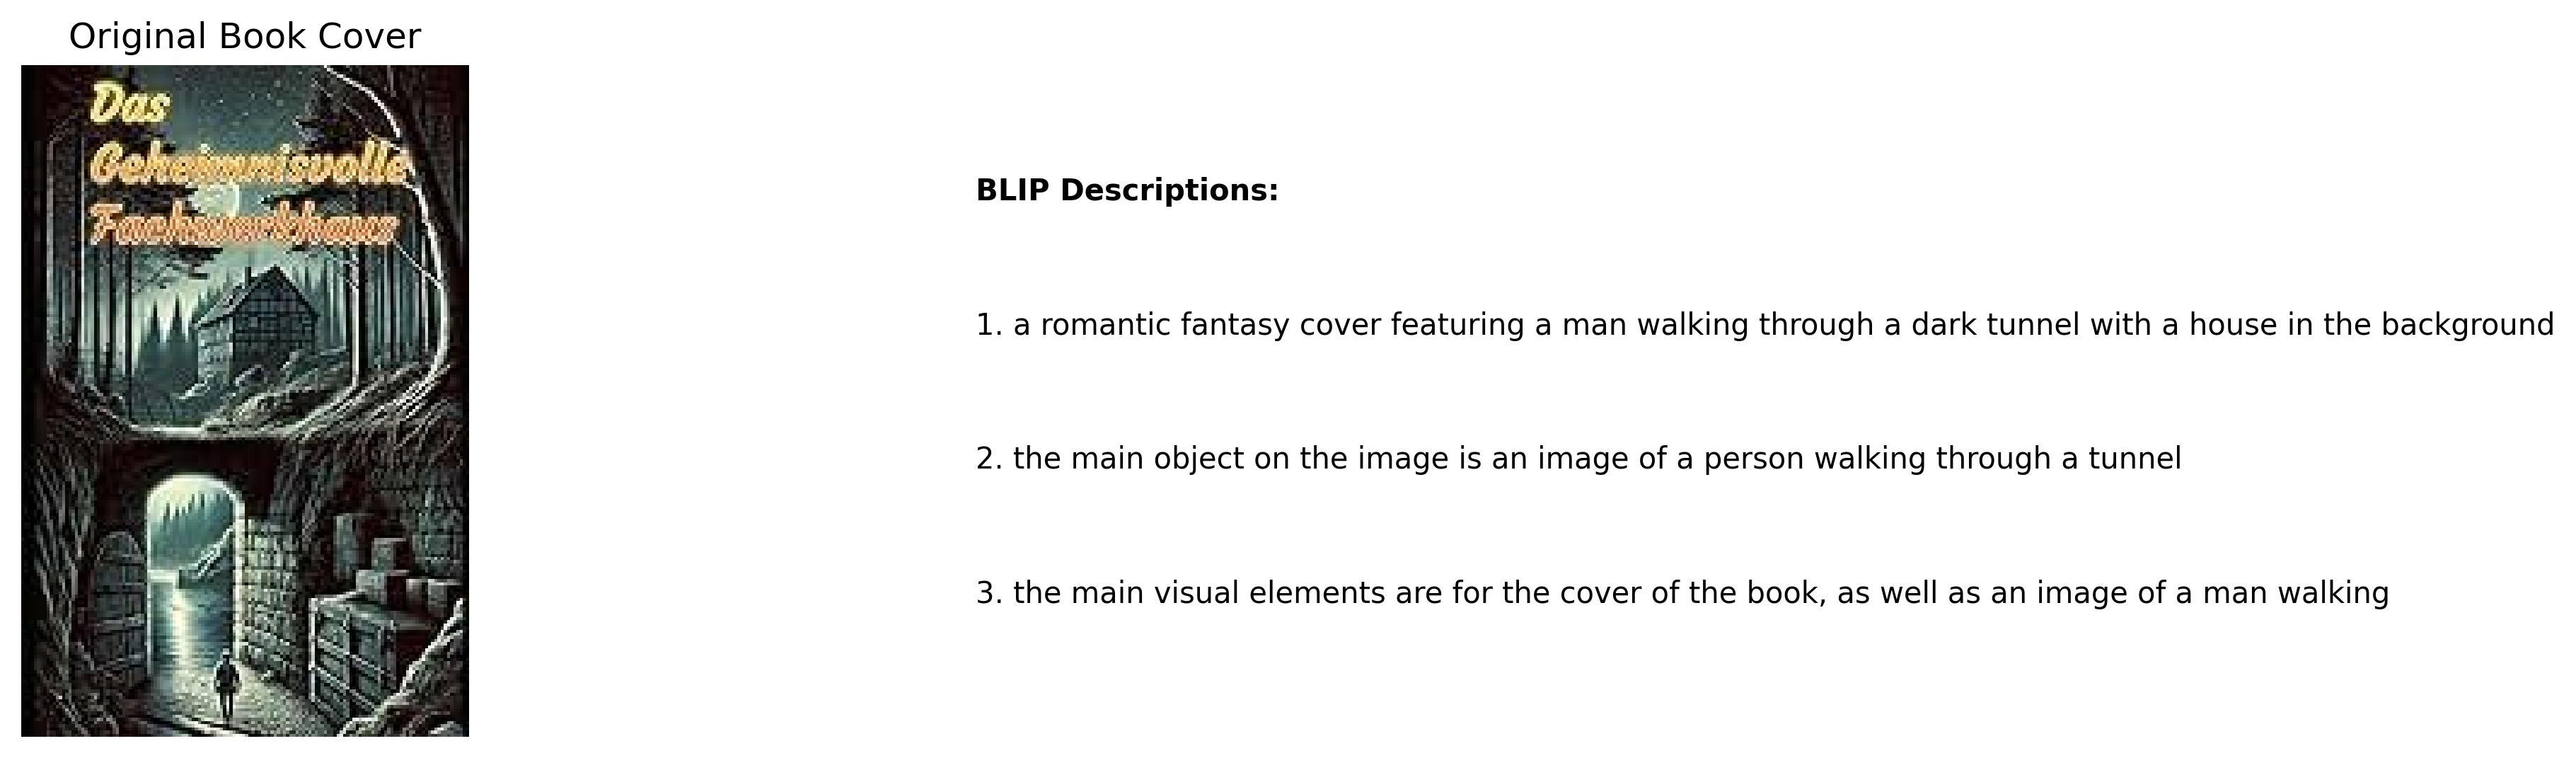 Original Book Cover
Das
Geheimnisvolle
Fachwerkhaus
BLIP Descriptions:
1. a romantic fantasy cover featuring a man walking through a dark tunnel with a house in the background
2. the main object on the image is an image of a person walking through a tunnel
3. the main visual elements are for the cover of the book, as well as an image of a man walking